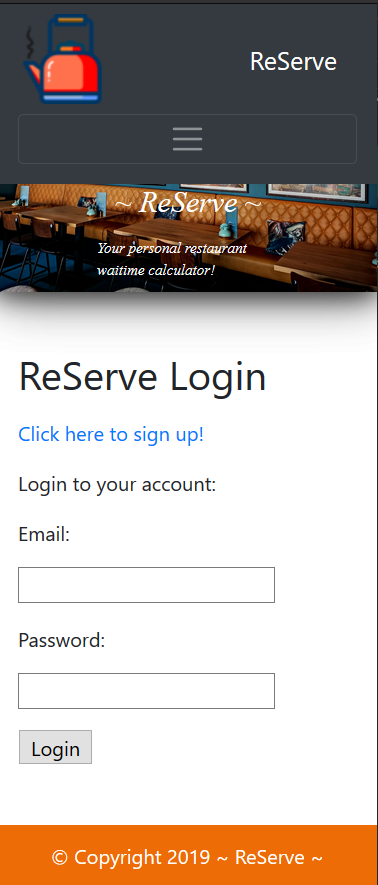 ReServe
~ ReServe ~
Your personal restaurant
waitime calculator!
ReServe Login
Click here to sign up!
Login to your account:
Email:
Password:
Login
© Copyright 2019 ~ ReServe ~